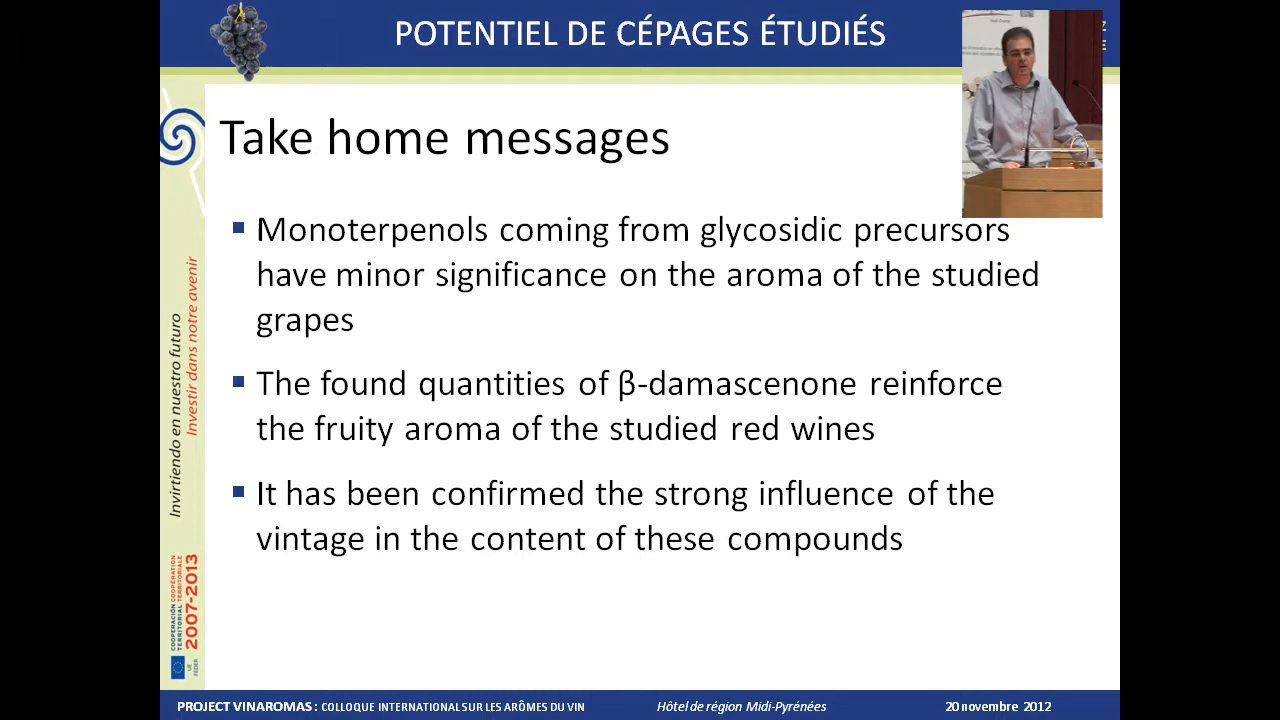 POTENTIEL DE CÉPAGES ÉTUDIÉS
Take home messages
Monoterpenols coming from glycosidic precursors
have minor significance on the aroma of the studied
grapes
The found quantities of β-damascenone reinforce
the fruity aroma of the studied red wines
It has been confirmed the strong influence of the
vintage in the content of these compounds
Invirtiendo en nuestro futuro
Investir dans notre avenir
COOPERACIÓN TERRITORIAL
COOPÉRATION TERRITORIALE
2007-2013
UE
FEDER
PROJECT VINAROMAS : COLLOQUE INTERNATIONAL SUR LES ARÔMES DU VIN
Hôtel de région Midi-Pyrénées
20 novembre 2012